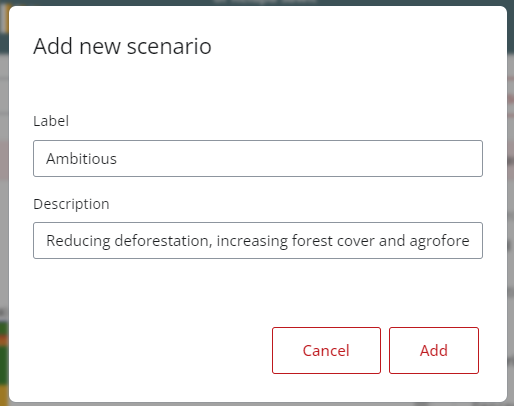 Add new scenario
Label
Ambitious
Description
Reducing deforestation, increasing forest cover and agrofore
Cancel
Add